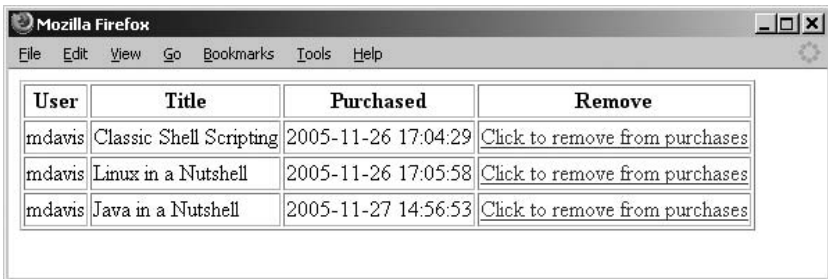 Mozilla Firefox
File Edit View Go Bookmarks Tools Help
User Title Purchased Remove
mdavis Classic Shell Scripting 2005-11-26 17:04:29 Click to remove from purchases
mdavis Linux in a Nutshell 2005-11-26 17:05:58 Click to remove from purchases
mdavis Java in a Nutshell 2005-11-27 14:56:53 Click to remove from purchases